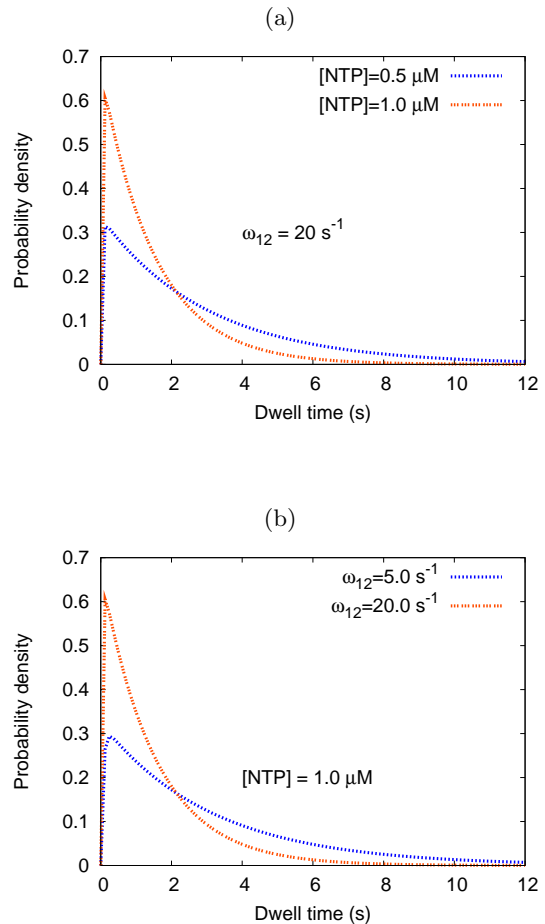 (a)
0.7
0.6
0.5
0.4
0.3
0.2
0.1
0
Probability density
[NTP]=0.5 μM
[NTP]=1.0 μM
ω12 = 20 s-1
0 2 4 6 8 10 12
Dwell time (s)
(b)
0.7
0.6
0.5
0.4
0.3
0.2
0.1
0
Probability density
ω12=5.0 s-1
ω12=20.0 s-1
[NTP] = 1.0 μM
0 2 4 6 8 10 12
Dwell time (s)